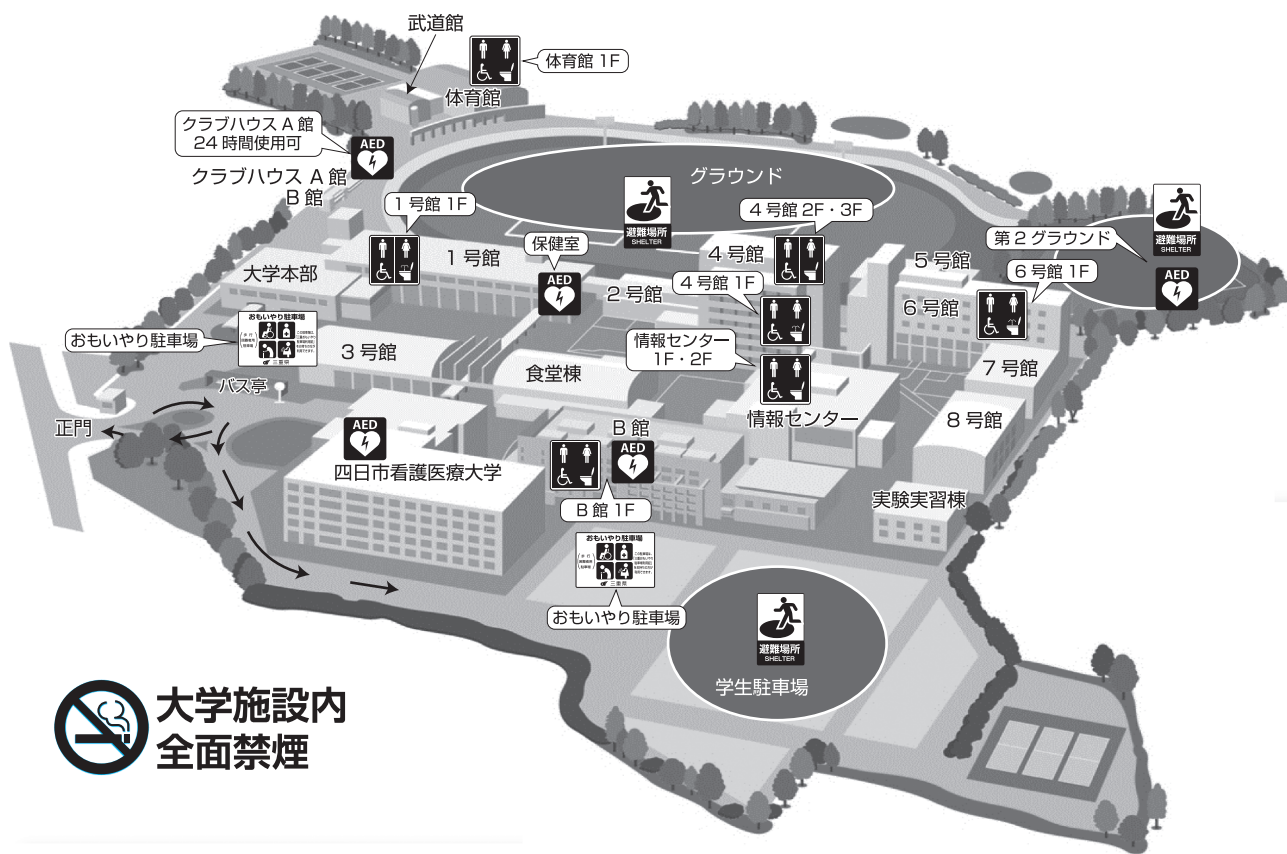 武道館
体育館 1F
体育館
クラブハウス A 館
24 時間使用可
AED
クラブハウス A 館
B 館
グラウンド
避難場所
SHELTER
1 号館 1F
1 号館
大学本部
保健室
AED
2 号館
4 号館 2F・3F
4 号館
4 号館 1F
5 号館
第 2 グラウンド
避難場所
SHELTER
AED
6 号館 1F
6 号館
7 号館
8 号館
おもいやり駐車場
おもいやり駐車場
三重県
3 号館
食堂棟
情報センター
1F・2F
情報センター
バス亭
正門
AED
四日市看護医療大学
B 館
AED
B 館 1F
実験実習棟
おもいやり駐車場
三重県
おもいやり駐車場
避難場所
SHELTER
学生駐車場
大学施設内
全面禁煙